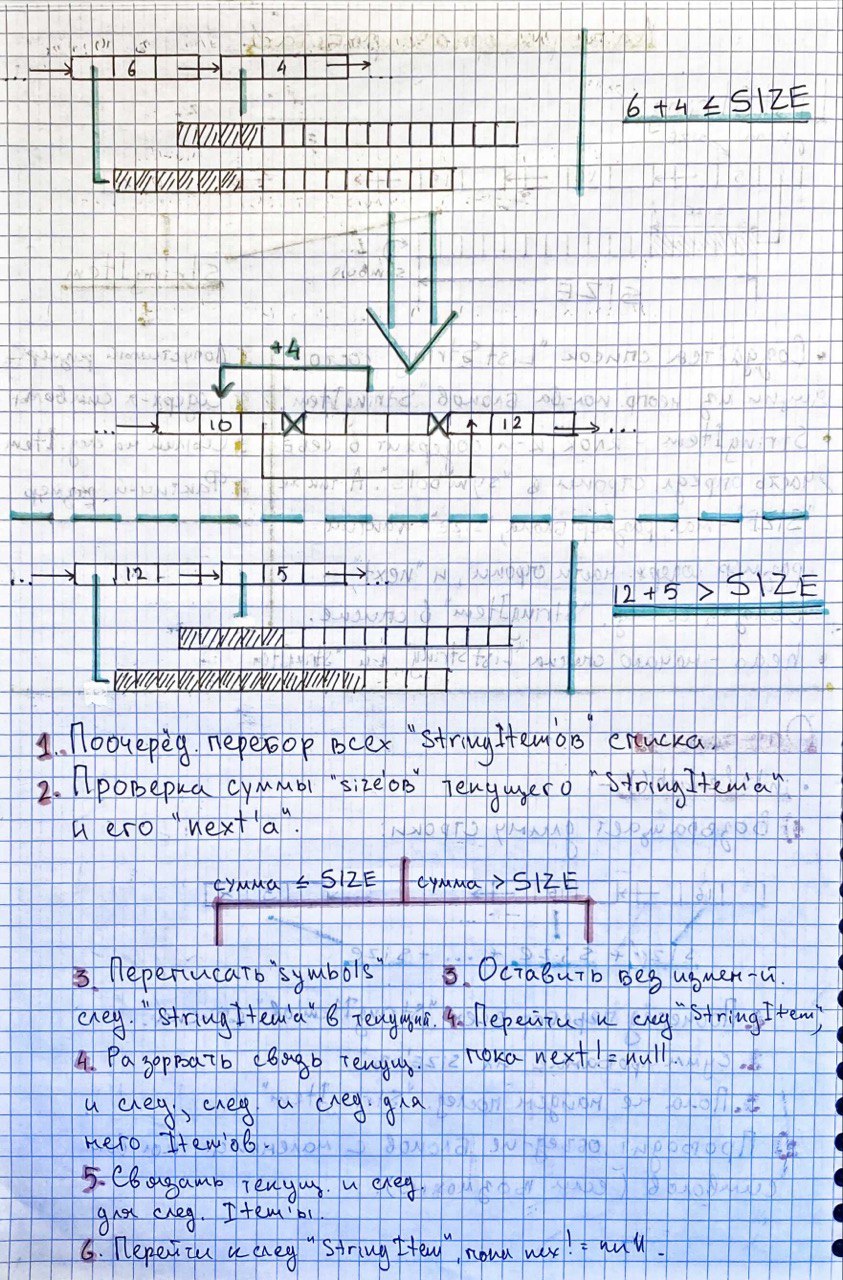 6 4
6 + 4 ≤ SIZE
+4
10 12
12 5
12 + 5 > SIZE
1. Поочерёд. перебор всех "StringItem'ов" списка.
2. Проверка суммы "size'ов" текущего "StringItem'а"
и его "next'а".
сумма ≤ SIZE сумма > SIZE
3. Переписать "symbols"
след. "StringItem'а" в текущий.
4. Разорвать связь текущ.
и след., след. и след. для
него Item'ов.
5. Связать текущ. и след.
для след. Item'ы.
6. Перейти к след "StringItem", пока nex! = null.
3. Оставить без измен-й.
4. Перейти к след "StringItem",
пока next! = null.